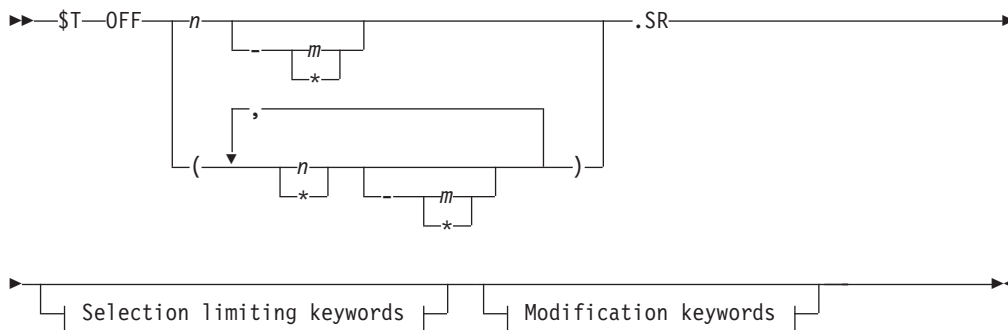 $T OFF n .SR
- m
*
,
( n )
* - m
*
Selection limiting keywords Modification keywords